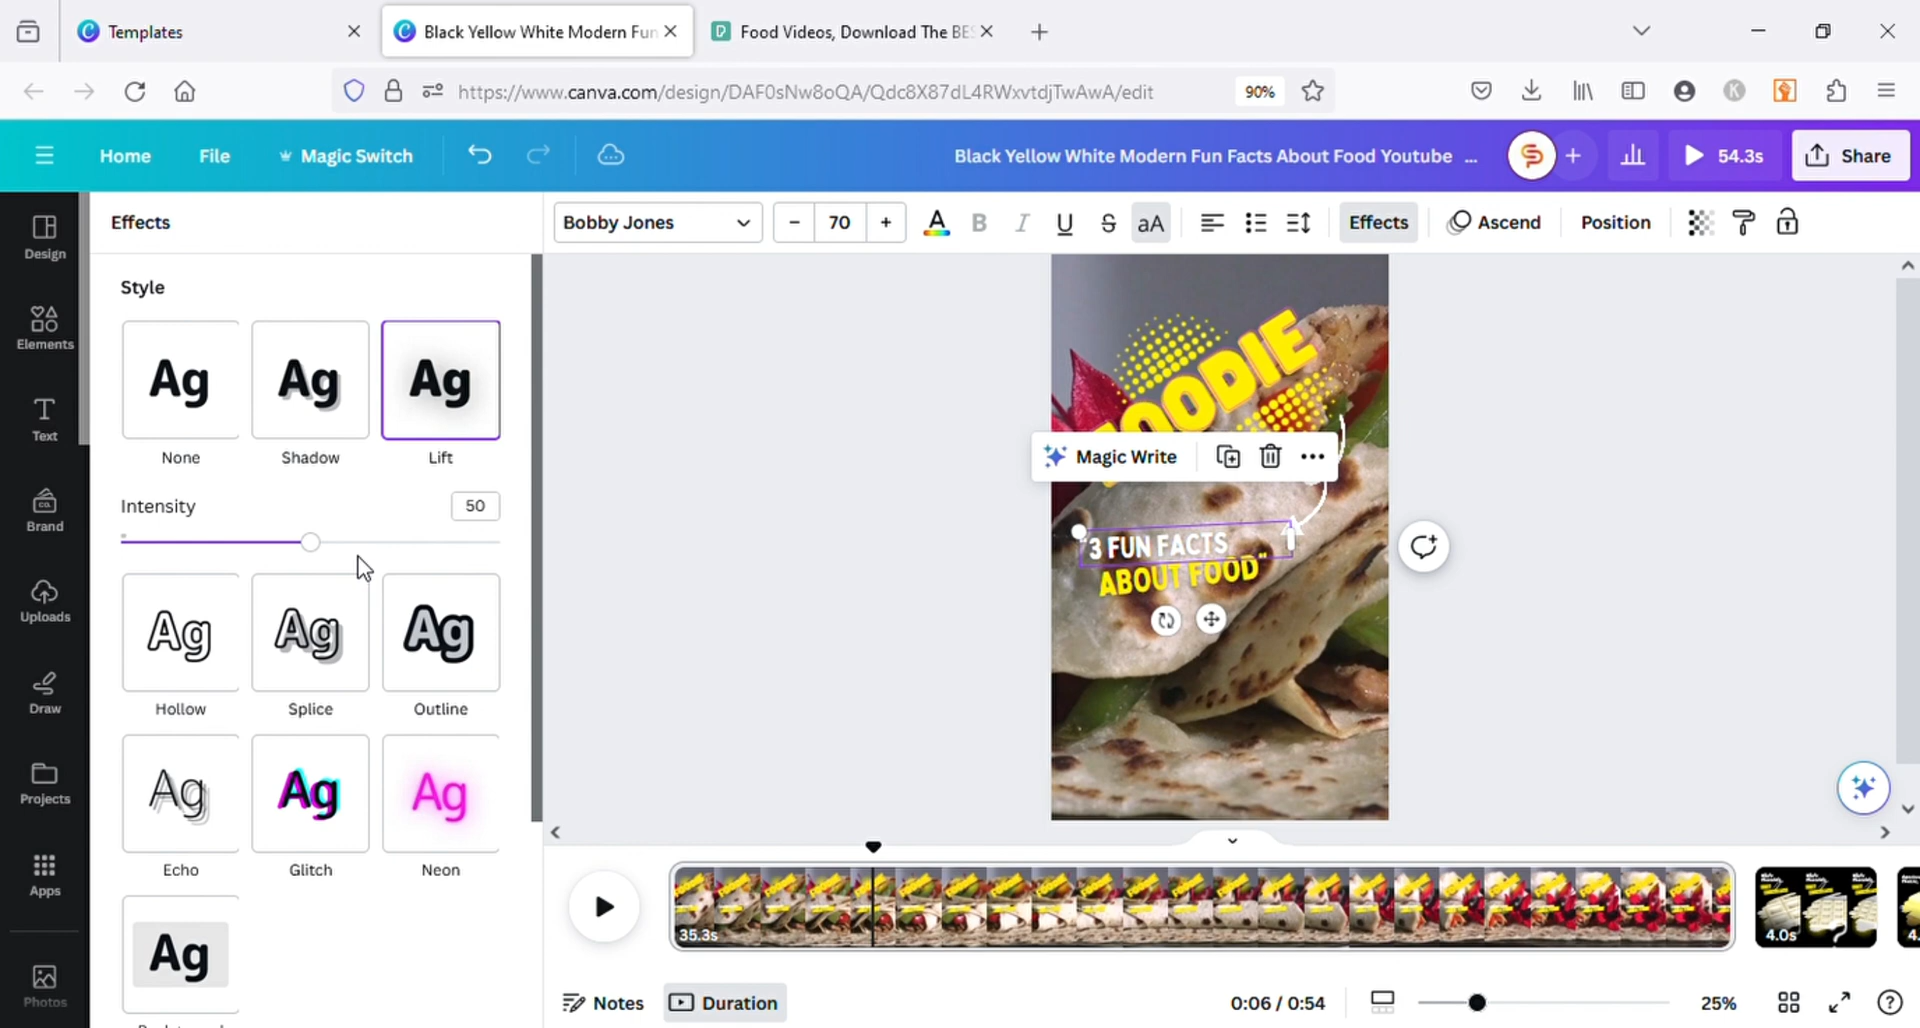 Templates
Black Yellow White Modern Fun
Food Videos, Download The BES
https://www.canva.com/design/DAF0sNw8oQA/Qdc8X87dL4RWxvtdjTwAwA/edit
90%
K
Home
File
Magic Switch
Black Yellow White Modern Fun Facts About Food Youtube ...
54.3s
Share
Effects
Bobby Jones
- 70 +
A B I U S aA
Effects
Ascend
Position
Design
Elements
Text
Brand
Uploads
Draw
Projects
Apps
Photos
Style
Ag
Ag
Ag
None
Shadow
Lift
Intensity
50
Ag
Ag
Ag
Hollow
Splice
Outline
Ag
Ag
Ag
Echo
Glitch
Neon
Ag
FOODIE
Magic Write
"3 FUN FACTS
ABOUT FOOD"
35.3s
4.0s
4.
Notes
Duration
0:06 / 0:54
25%